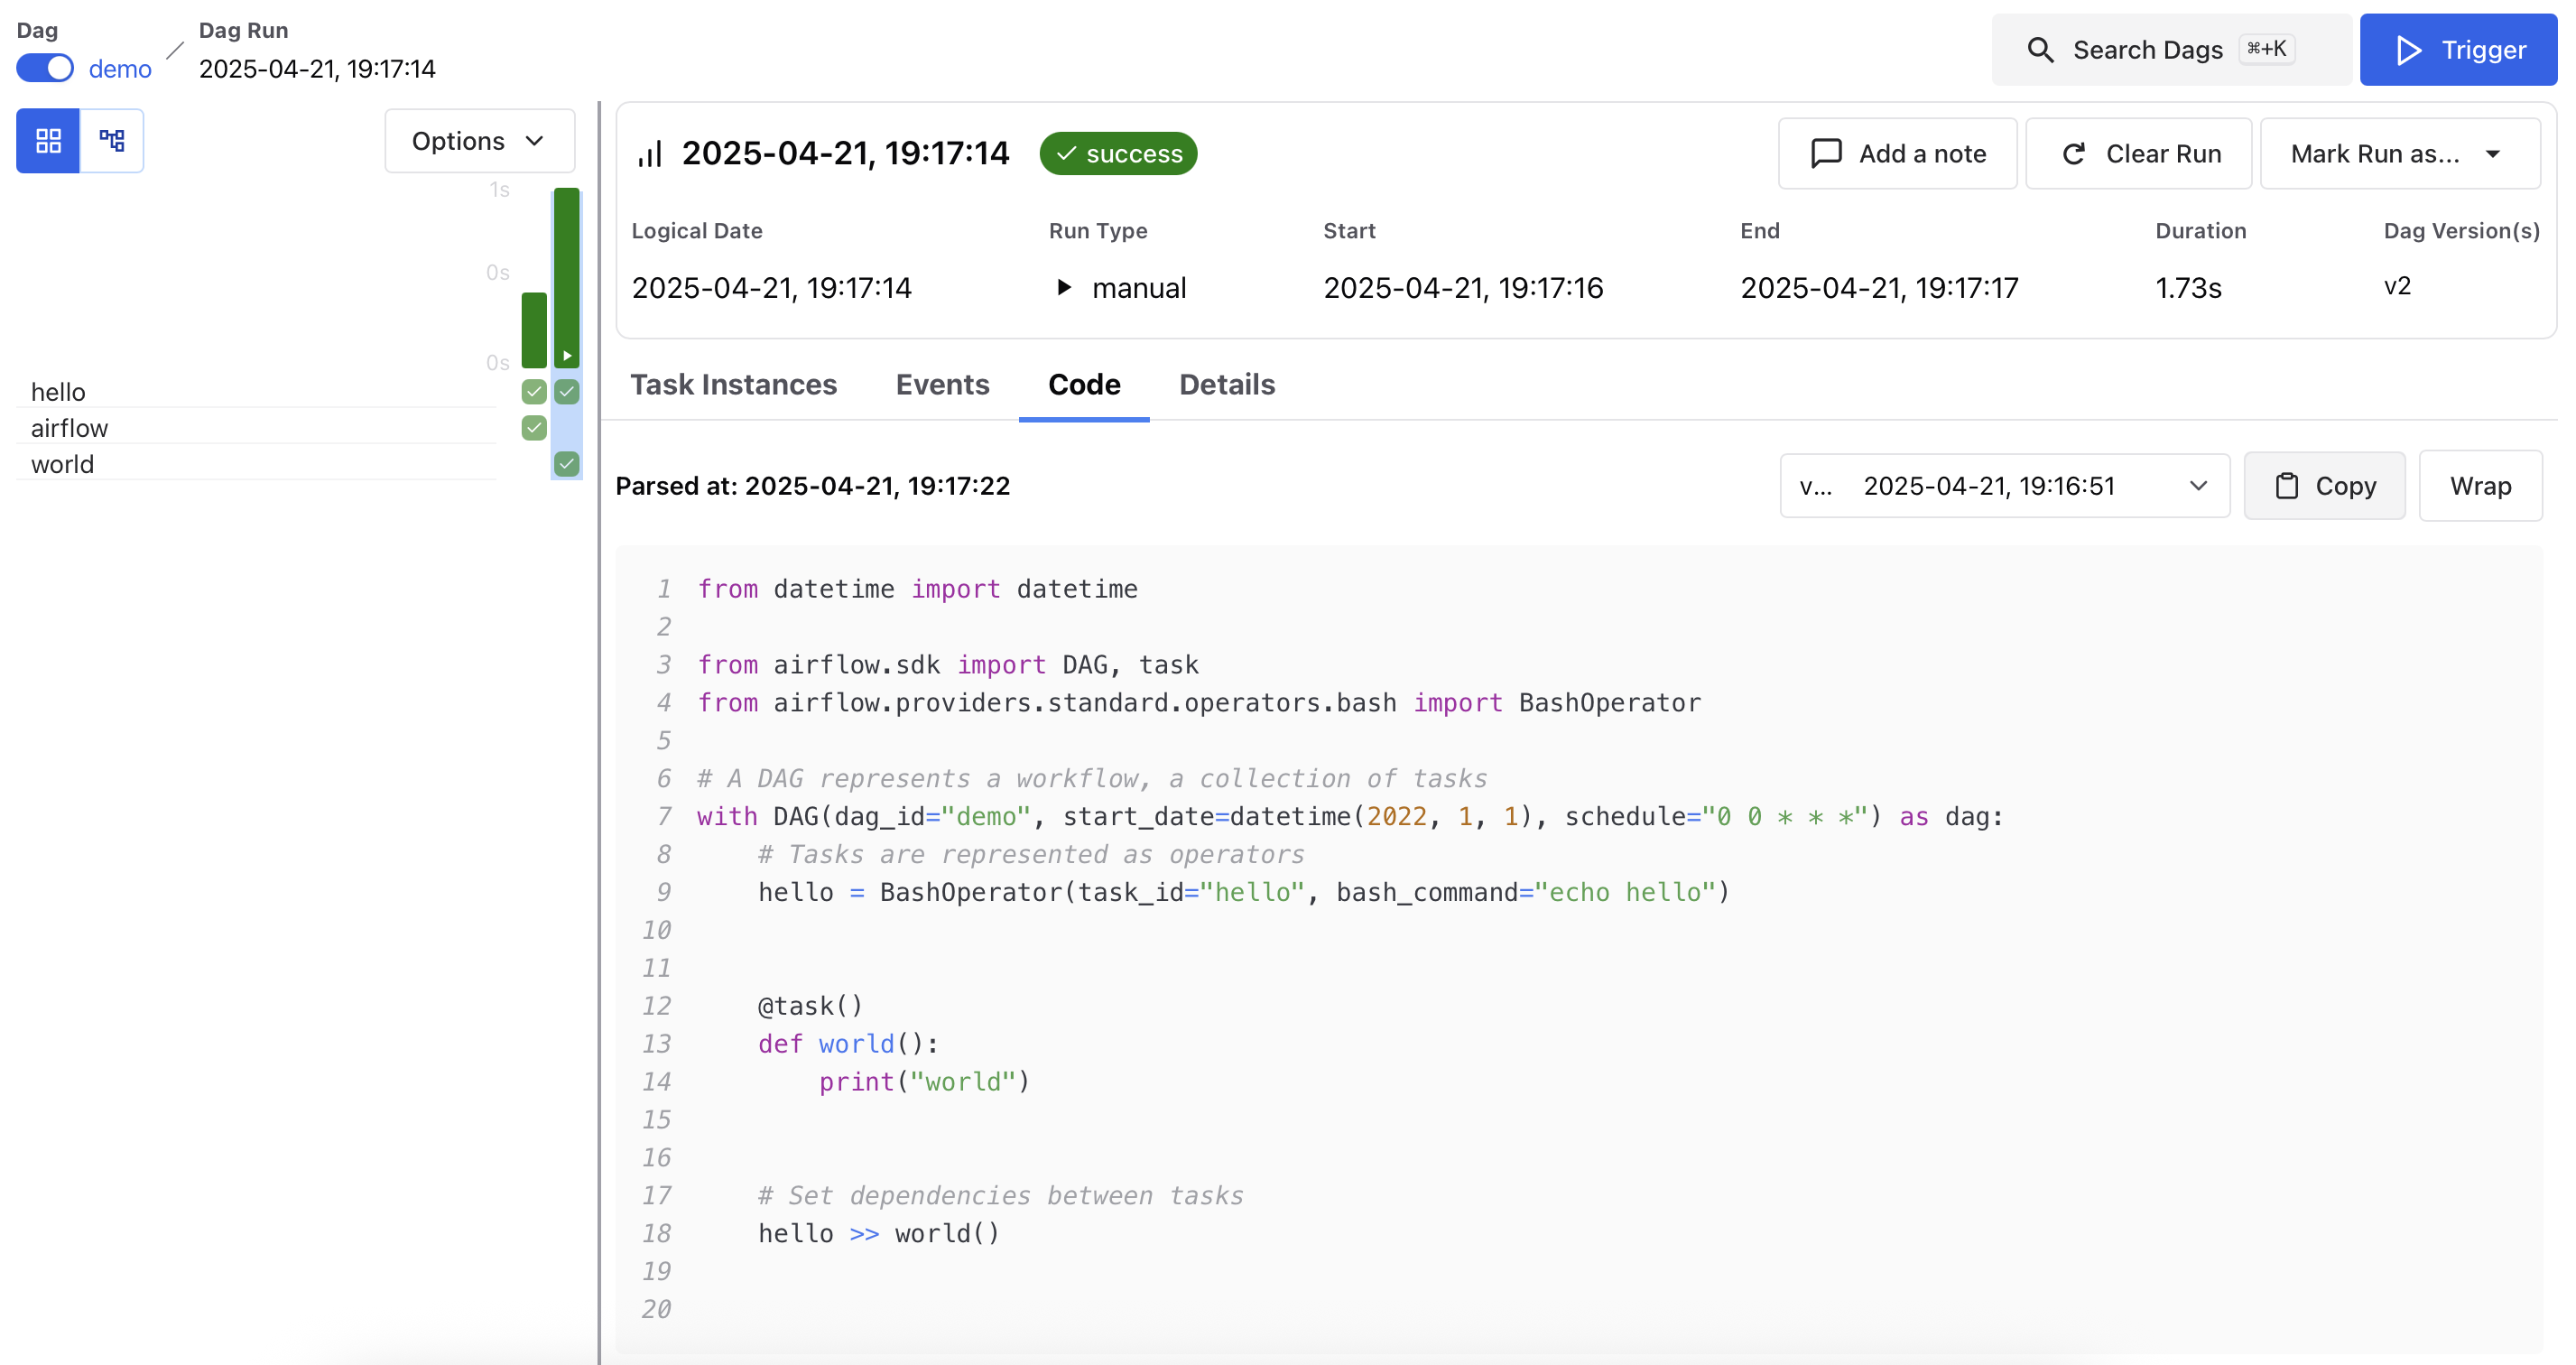 Dag
demo
Dag Run
2025-04-21, 19:17:14
Search Dags ⌘+K
Trigger
Options
1s
0s
0s
hello
airflow
world
2025-04-21, 19:17:14 success
Add a note
Clear Run
Mark Run as...
Logical Date Run Type Start End Duration Dag Version(s)
2025-04-21, 19:17:14 manual 2025-04-21, 19:17:16 2025-04-21, 19:17:17 1.73s v2
Task Instances Events Code Details
Parsed at: 2025-04-21, 19:17:22
v... 2025-04-21, 19:16:51
Copy
Wrap
1 from datetime import datetime
2
3 from airflow.sdk import DAG, task
4 from airflow.providers.standard.operators.bash import BashOperator
5
6 # A DAG represents a workflow, a collection of tasks
7 with DAG(dag_id="demo", start_date=datetime(2022, 1, 1), schedule="0 0 * * *") as dag:
8     # Tasks are represented as operators
9     hello = BashOperator(task_id="hello", bash_command="echo hello")
10
11
12     @task()
13     def world():
14         print("world")
15
16
17     # Set dependencies between tasks
18     hello >> world()
19
20